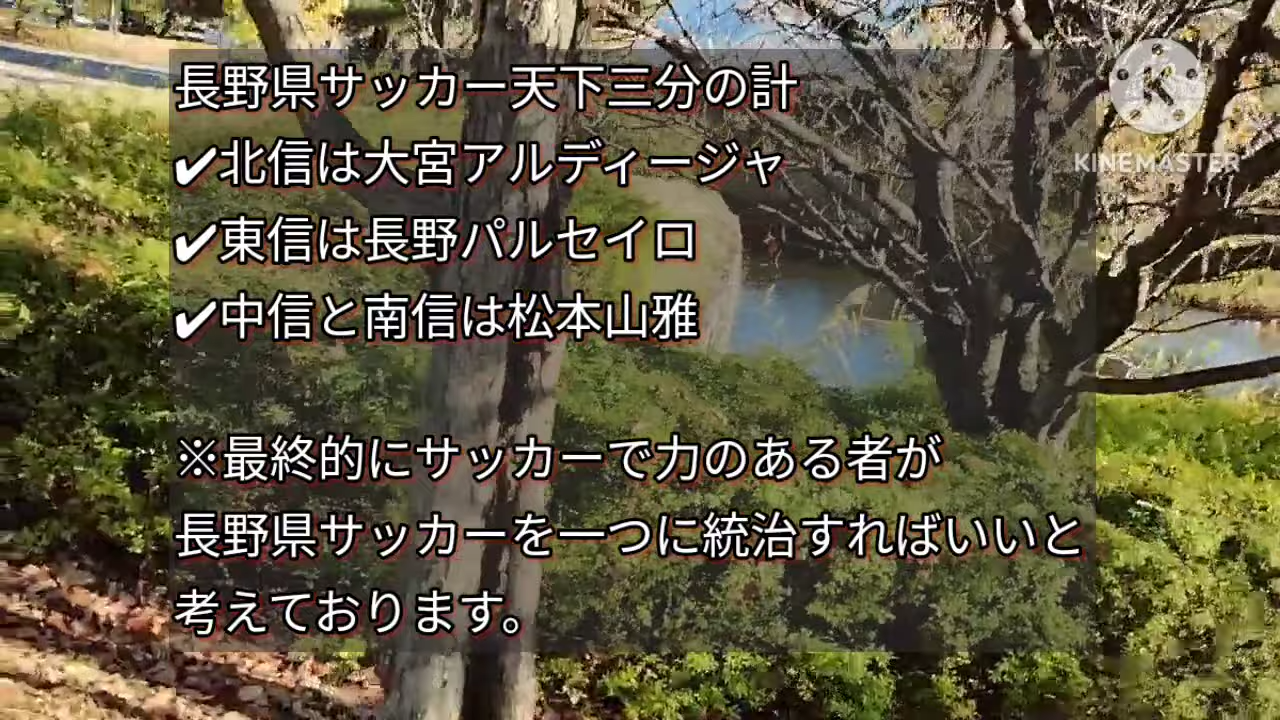 長野県サッカー天下三分の計
✔北信は大宮アルディージャ
✔東信は長野パルセイロ
✔中信と南信は松本山雅
※最終的にサッカーで力のある者が
長野県サッカーを一つに統治すればいいと
考えております。
K
KINEMASTER